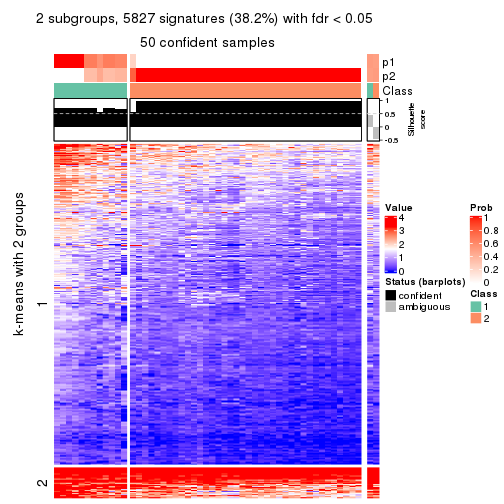 2 subgroups, 5827 signatures (38.2%) with fdr < 0.05
50 confident samples
p1
p2
Class
1
0.5
0
-0.5
Silhouette
score
k-means with 2 groups
1
2
Value
4
3
2
1
0
Status (barplots)
confident
ambiguous
Prob
1
0.8
0.6
0.4
0.2
0
Class
1
2